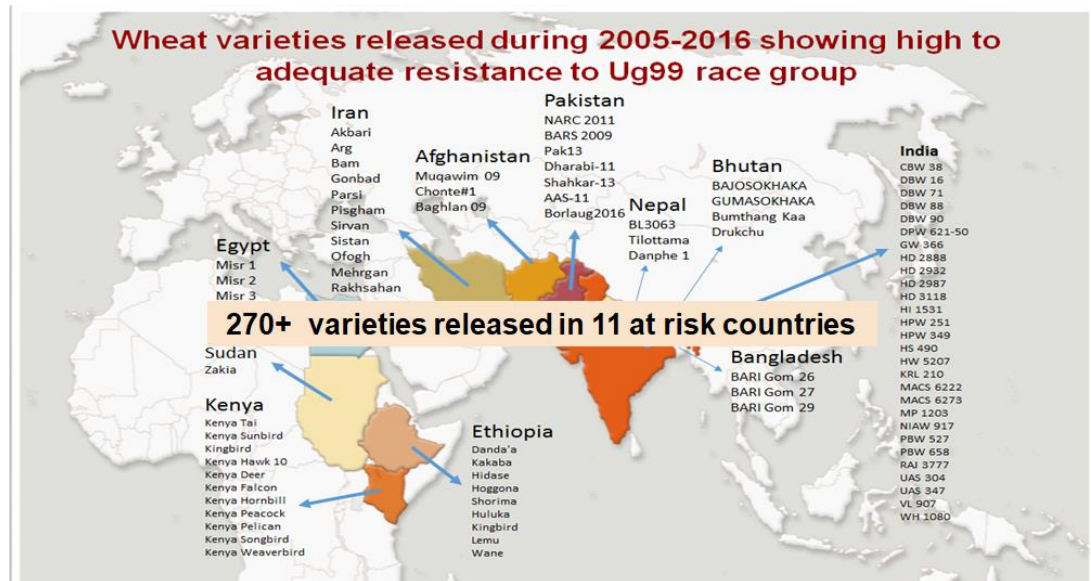 Wheat varieties released during 2005-2016 showing high to
adequate resistance to Ug99 race group
Iran
Akbari
Arg
Bam
Gonbad
Parsi
Pisgham
Sirvan
Sistan
Ofogh
Mehrgan
Rakhsahan
Afghanistan
Muqawim 09
Chonte#1
Baghlan 09
Pakistan
NARC 2011
BARS 2009
Pak13
Dharabi-11
Shahkar-13
AAS-11
Borlaug2016
Nepal
BL3063
Tilottama
Danphe 1
Bhutan
BAJOSOKHAKA
GUMASOKHAKA
Bumthang Kaa
Drukchu
India
CBW 38
DBW 16
DBW 71
DBW 88
DBW 90
DPW 621-50
GW 366
HD 2888
HD 2932
HD 2987
HD 3118
HI 1531
HPW 251
HPW 349
HS 490
HW 5207
KRL 210
MACS 6222
MACS 6273
MP 1203
NIAW 917
PBW 527
PBW 658
RAJ 3777
UAS 304
UAS 347
VL 907
WH 1080
Egypt
Misr 1
Misr 2
Misr 3
270+ varieties released in 11 at risk countries
Sudan
Zakia
Bangladesh
BARI Gom 26
BARI Gom 27
BARI Gom 29
Kenya
Kenya Tai
Kenya Sunbird
Kingbird
Kenya Hawk 10
Kenya Deer
Kenya Falcon
Kenya Hornbill
Kenya Peacock
Kenya Pelican
Kenya Songbird
Kenya Weaverbird
Ethiopia
Danda'a
Kakaba
Hidase
Hoggona
Shorima
Huluka
Kingbird
Lemu
Wane